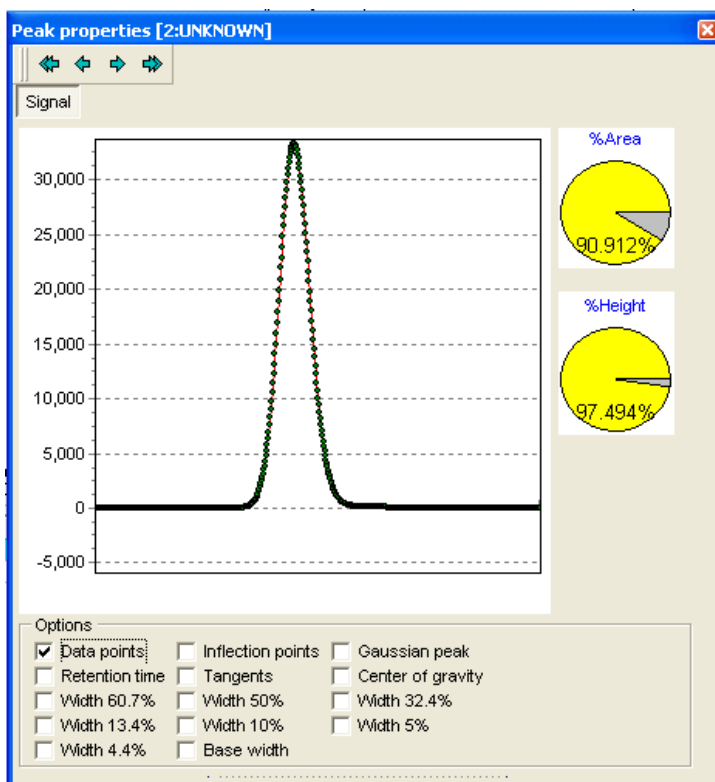 Peak properties [2:UNKNOWN]
Signal
%Area
90.912%
%Height
97.494%
30,000
25,000
20,000
15,000
10,000
5,000
0
-5,000
Options
Data points Inflection points Gaussian peak
Retention time Tangents Center of gravity
Width 60.7% Width 50% Width 32.4%
Width 13.4% Width 10% Width 5%
Width 4.4% Base width